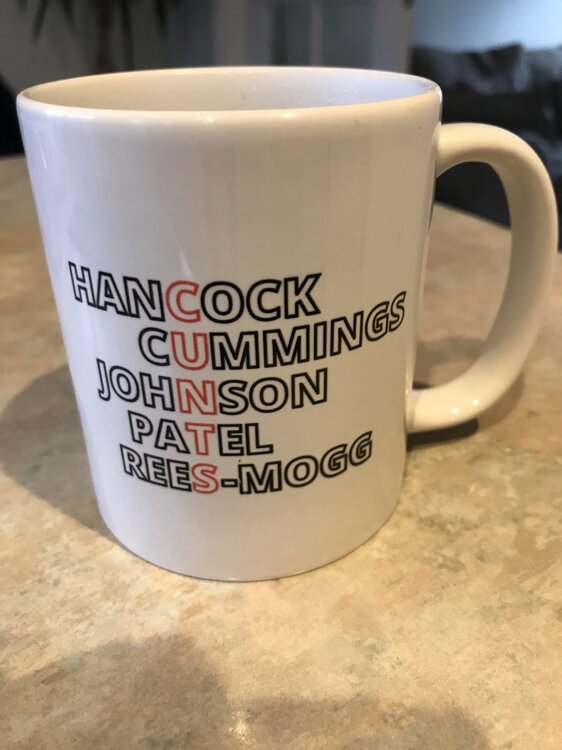 HANCOCK
CUMMINGS
JOHNSON
PATEL
REES-MOGG